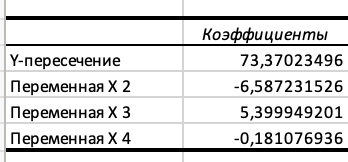 Коэффициенты
Y-пересечение 73,37023496
Переменная X 2 -6,587231526
Переменная X 3 5,399949201
Переменная X 4 -0,181076936